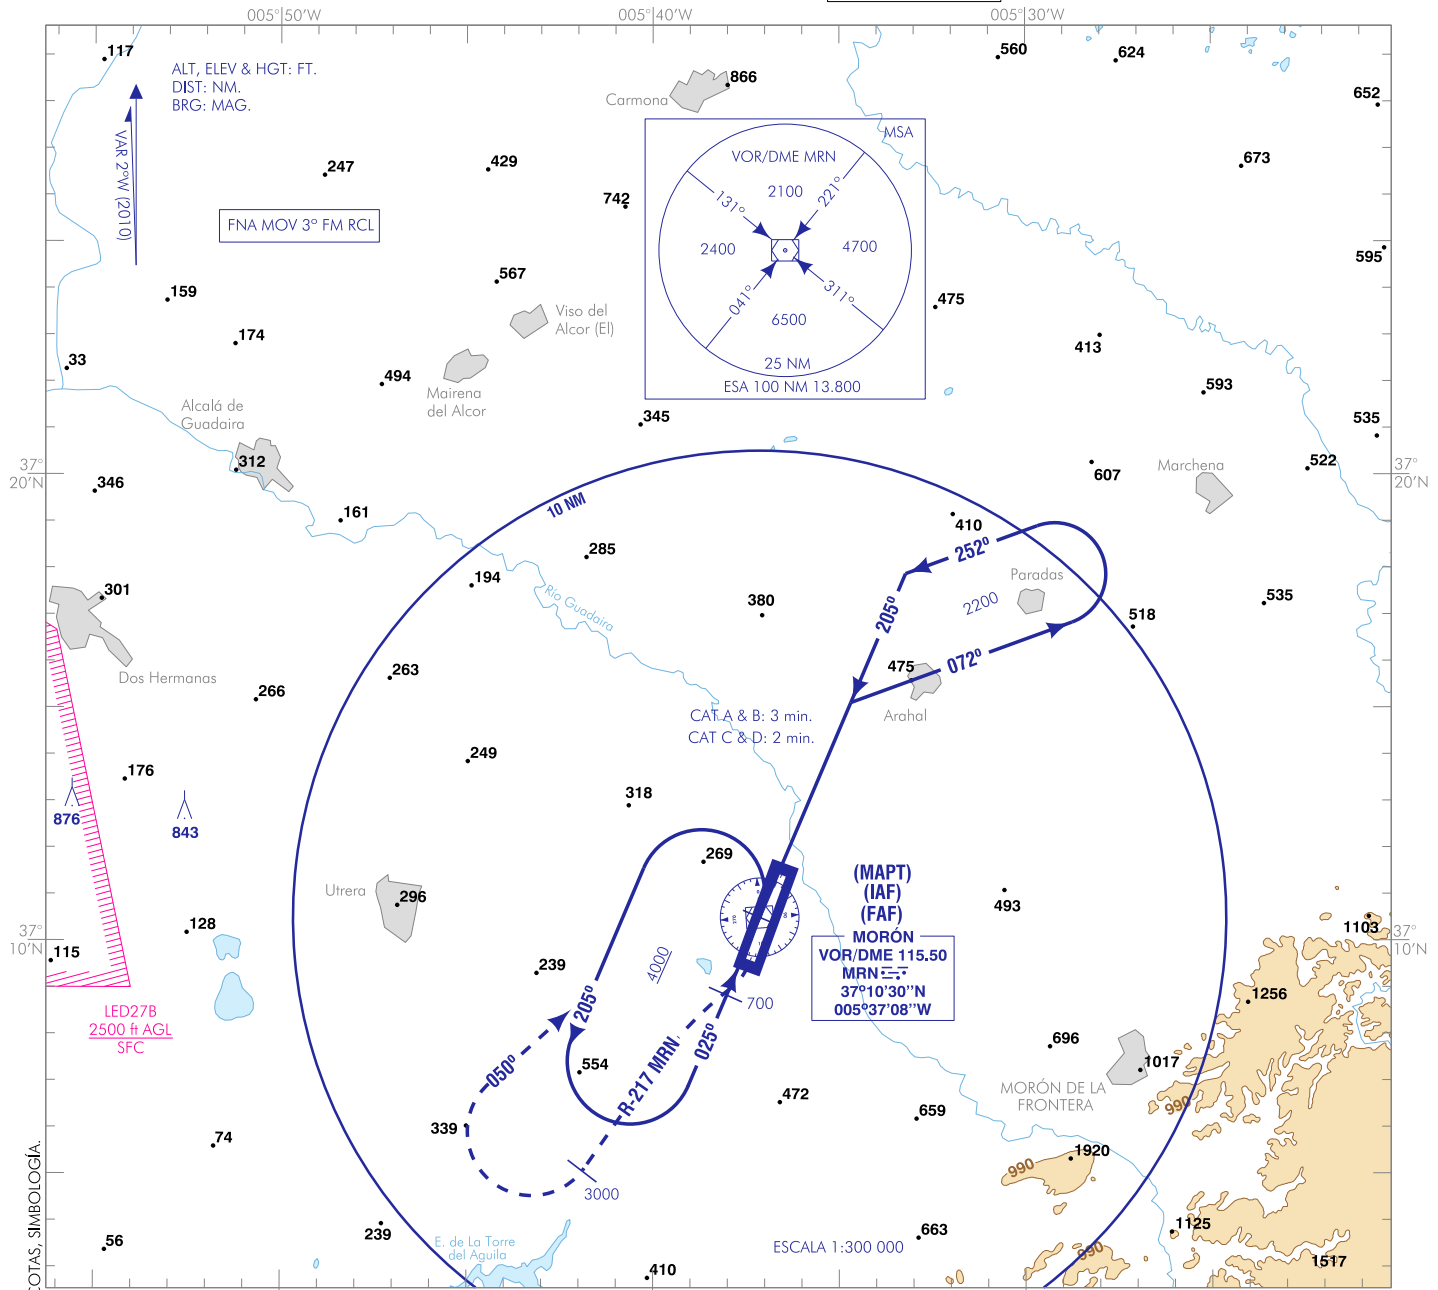 005°50'W
005°40'W
005°30'W
117
ALT, ELEV & HGT: FT.
DIST: NM.
BRG: MAG.
VAR 2°W (2010)
866
Carmona
560
624
652
MSA
VOR/DME MRN
2100
131°
221°
2400
4700
041°
311°
6500
25 NM
ESA 100 NM 13.800
247
429
742
673
FNA MOV 3° FM RCL
595
159
567
475
174
Viso del
Alcor (El)
413
33
494
593
Mairena
del Alcor
Alcalá de
Guadaira
345
535
312
37°
20'N
346
607
Marchena
522
37°
20'N
161
10 NM
410
285
252°
194
Río Guadaira
Paradas
301
380
205°
2200
535
518
263
475
072°
Dos Hermanas
266
Arahal
CAT A & B: 3 min.
CAT C & D: 2 min.
249
176
318
876
843
269
(MAPT)
(IAF)
(FAF)
MORÓN
VOR/DME 115.50
MRN
37°10'30''N
005°37'08''W
Utrera
296
493
1103
128
37°
10'N
115
37°
10'N
239
4000
1256
700
LED27B
2500 ft AGL
SFC
205°
025°
R-217 MRN
050°
554
696
1017
472
MORÓN DE LA
FRONTERA
990
339
659
74
1920
990
3000
COTAS, SIMBOLOGÍA.
56
239
E. de La Torre
del Aguila
663
1125
ESCALA 1:300 000
990
1517
410